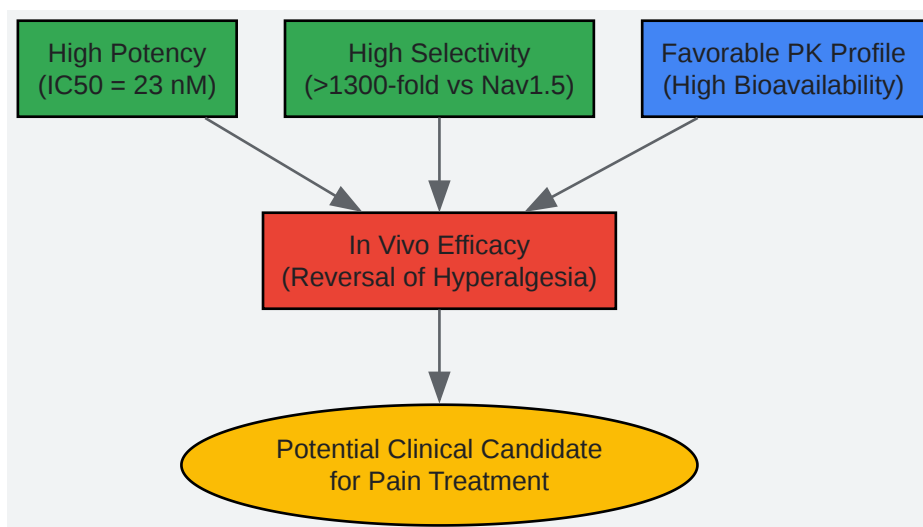 High Potency
(IC50 = 23 nM)
High Selectivity
(>1300-fold vs Nav1.5)
Favorable PK Profile
(High Bioavailability)
In Vivo Efficacy
(Reversal of Hyperalgesia)
Potential Clinical Candidate
for Pain Treatment